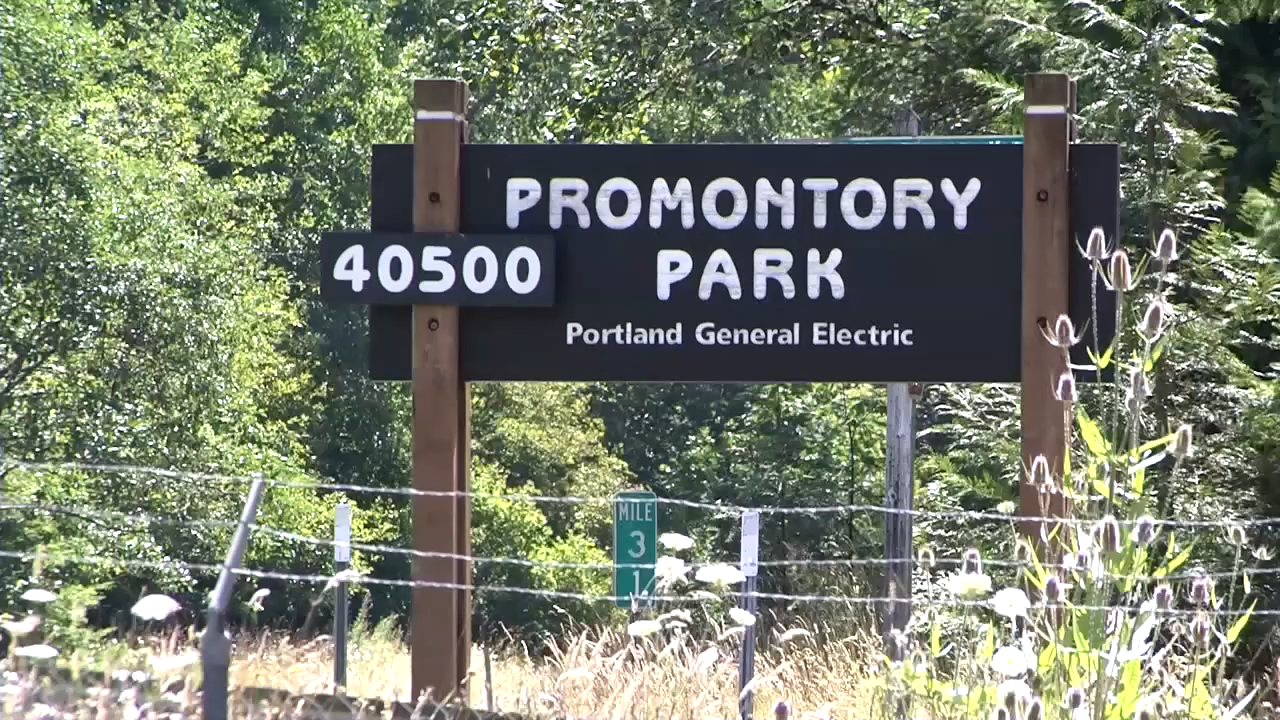 PROMONTORY
PARK
40500
Portland General Electric
MILE
3
1